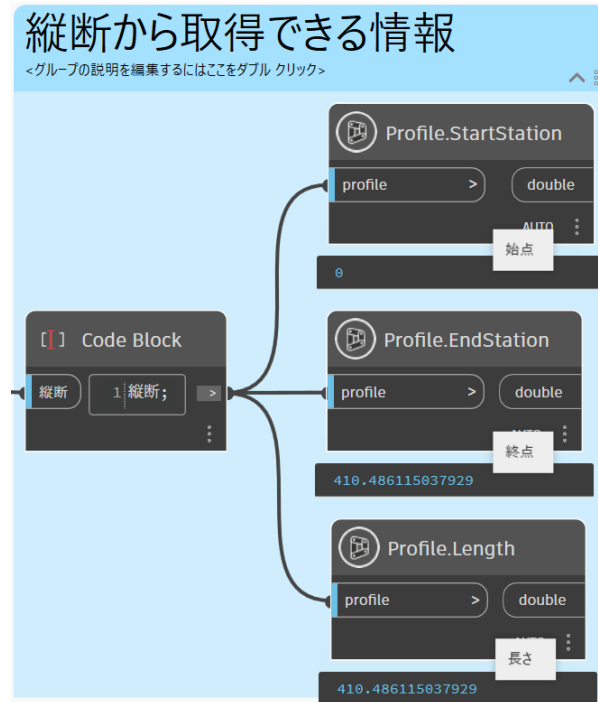 縦断から取得できる情報
<グループの説明を編集するにはここをダブル クリック>
Profile.StartStation
profile > double
AUTO
始点
0
[I] Code Block
縦断 1 縦断; >
Profile.EndStation
profile > double
AUTO
終点
410.486115037929
Profile.Length
profile > double
長さ
410.486115037929